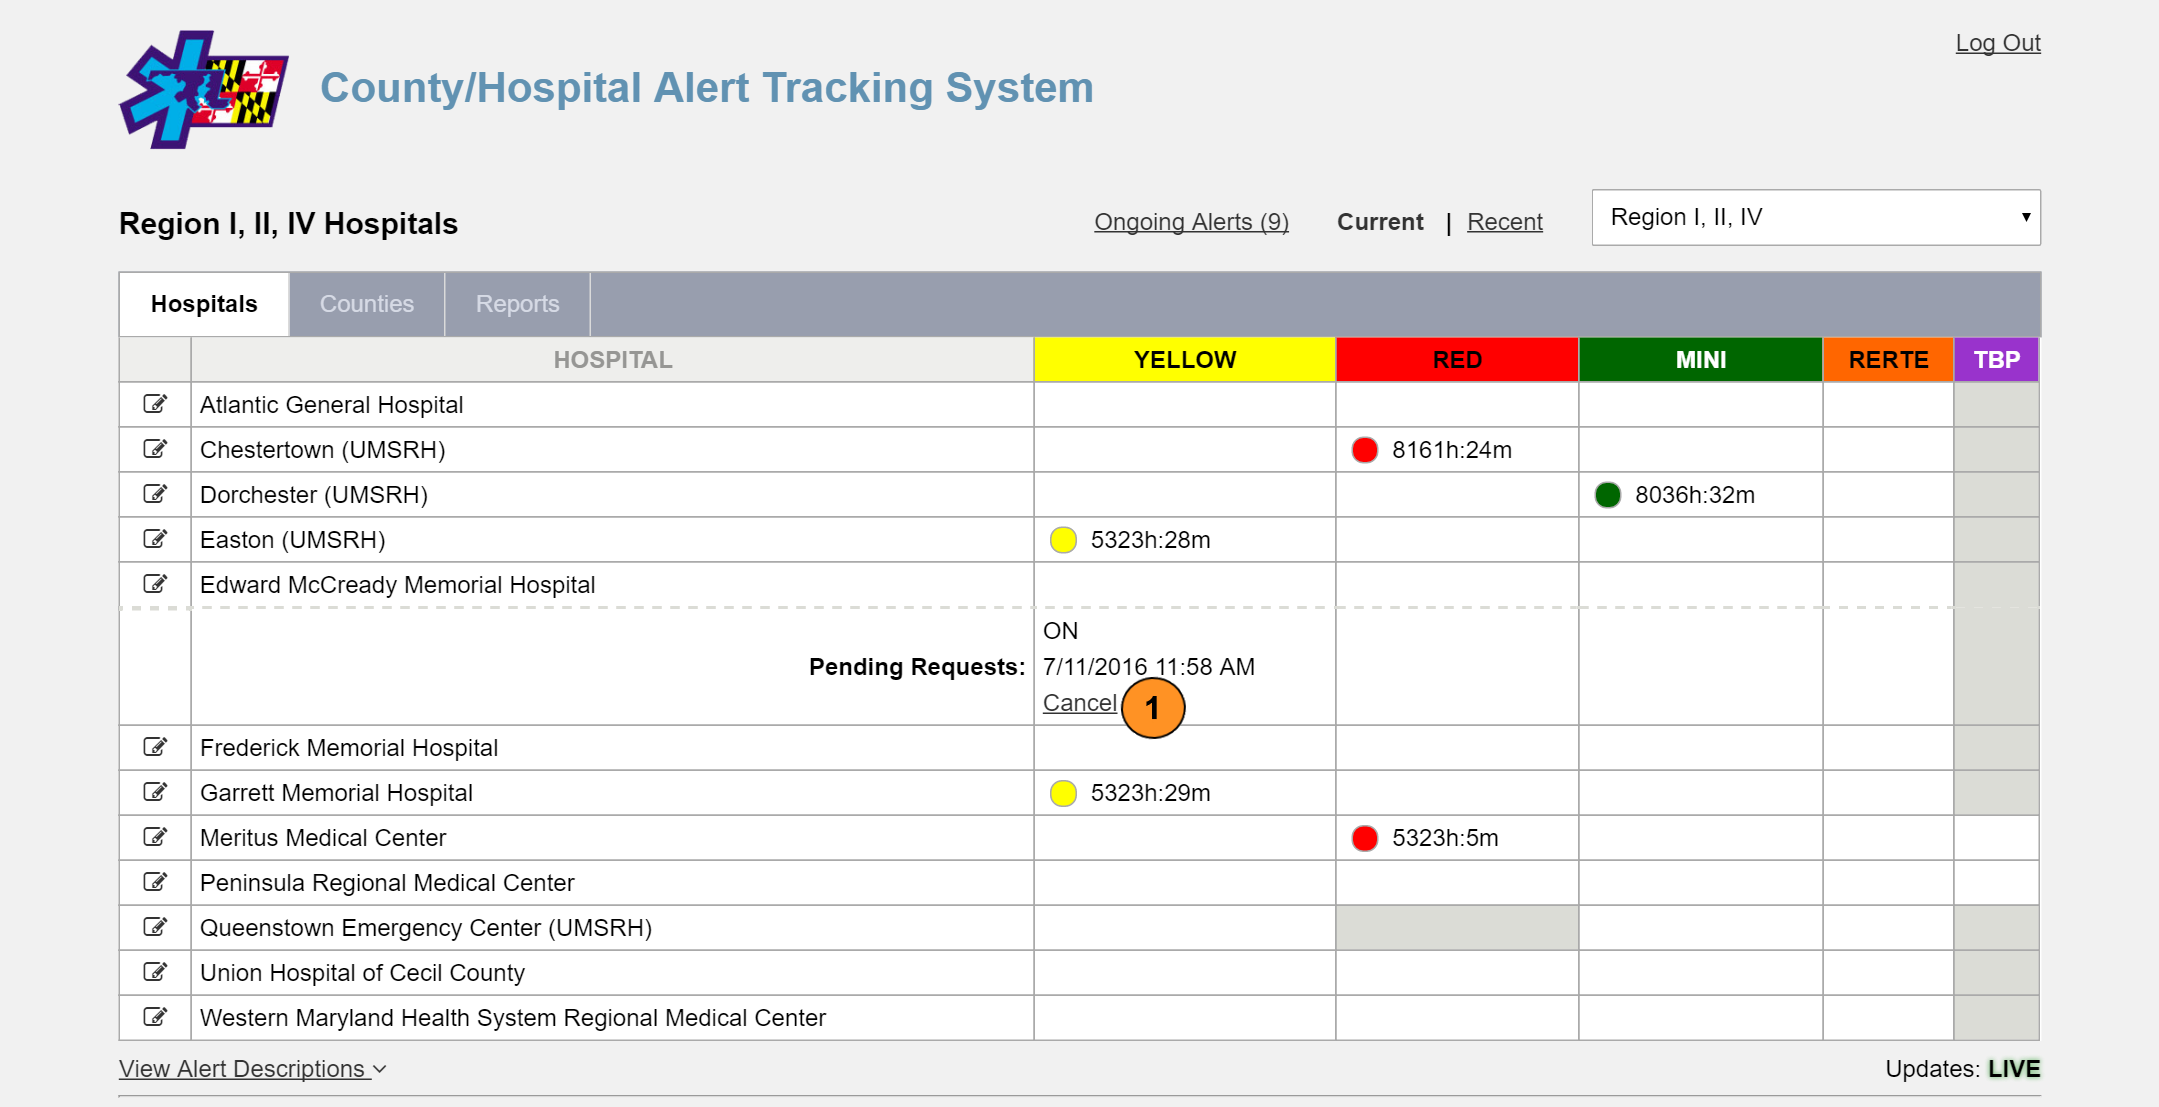 Log Out
County/Hospital Alert Tracking System
Region I, II, IV Hospitals
Ongoing Alerts (9) Current | Recent
Region I, II, IV
Hospitals Counties Reports
HOSPITAL YELLOW RED MINI RERTE TBP
Atlantic General Hospital
Chestertown (UMSRH) 8161h:24m
Dorchester (UMSRH) 8036h:32m
Easton (UMSRH) 5323h:28m
Edward McCready Memorial Hospital
ON
Pending Requests: 7/11/2016 11:58 AM
Cancel 1
Frederick Memorial Hospital
Garrett Memorial Hospital 5323h:29m
Meritus Medical Center 5323h:5m
Peninsula Regional Medical Center
Queenstown Emergency Center (UMSRH)
Union Hospital of Cecil County
Western Maryland Health System Regional Medical Center
View Alert Descriptions
Updates: LIVE